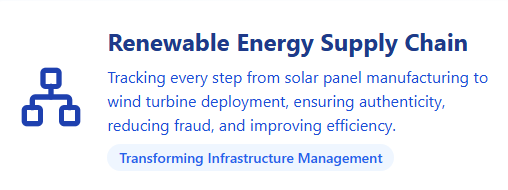 Renewable Energy Supply Chain
Tracking every step from solar panel manufacturing to
wind turbine deployment, ensuring authenticity,
reducing fraud, and improving efficiency.
Transforming Infrastructure Management